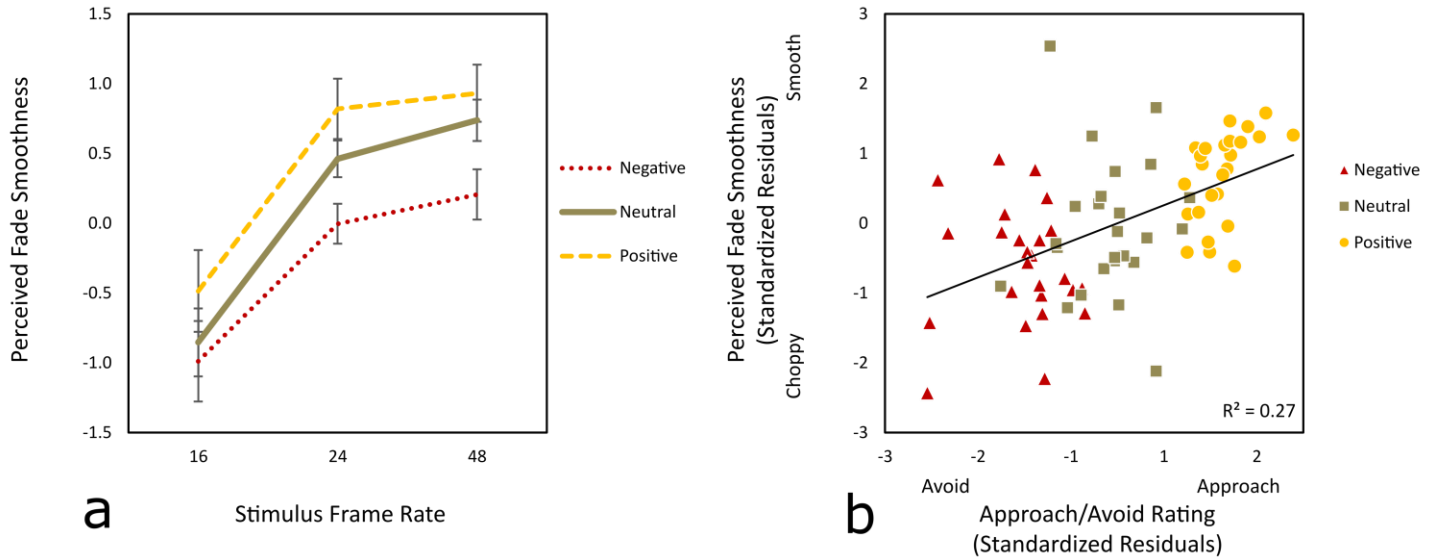 Perceived Fade Smoothness
1.5
1.0
0.5
0.0
-0.5
-1.0
-1.5
16 24 48
Stimulus Frame Rate
a
Negative
Neutral
Positive
Perceived Fade Smoothness
(Standardized Residuals)
Smooth
Choppy
3
2
1
0
-1
-2
-3
R² = 0.27
-3 -2 -1 1 2
Avoid Approach
Approach/Avoid Rating
(Standardized Residuals)
b
Negative
Neutral
Positive